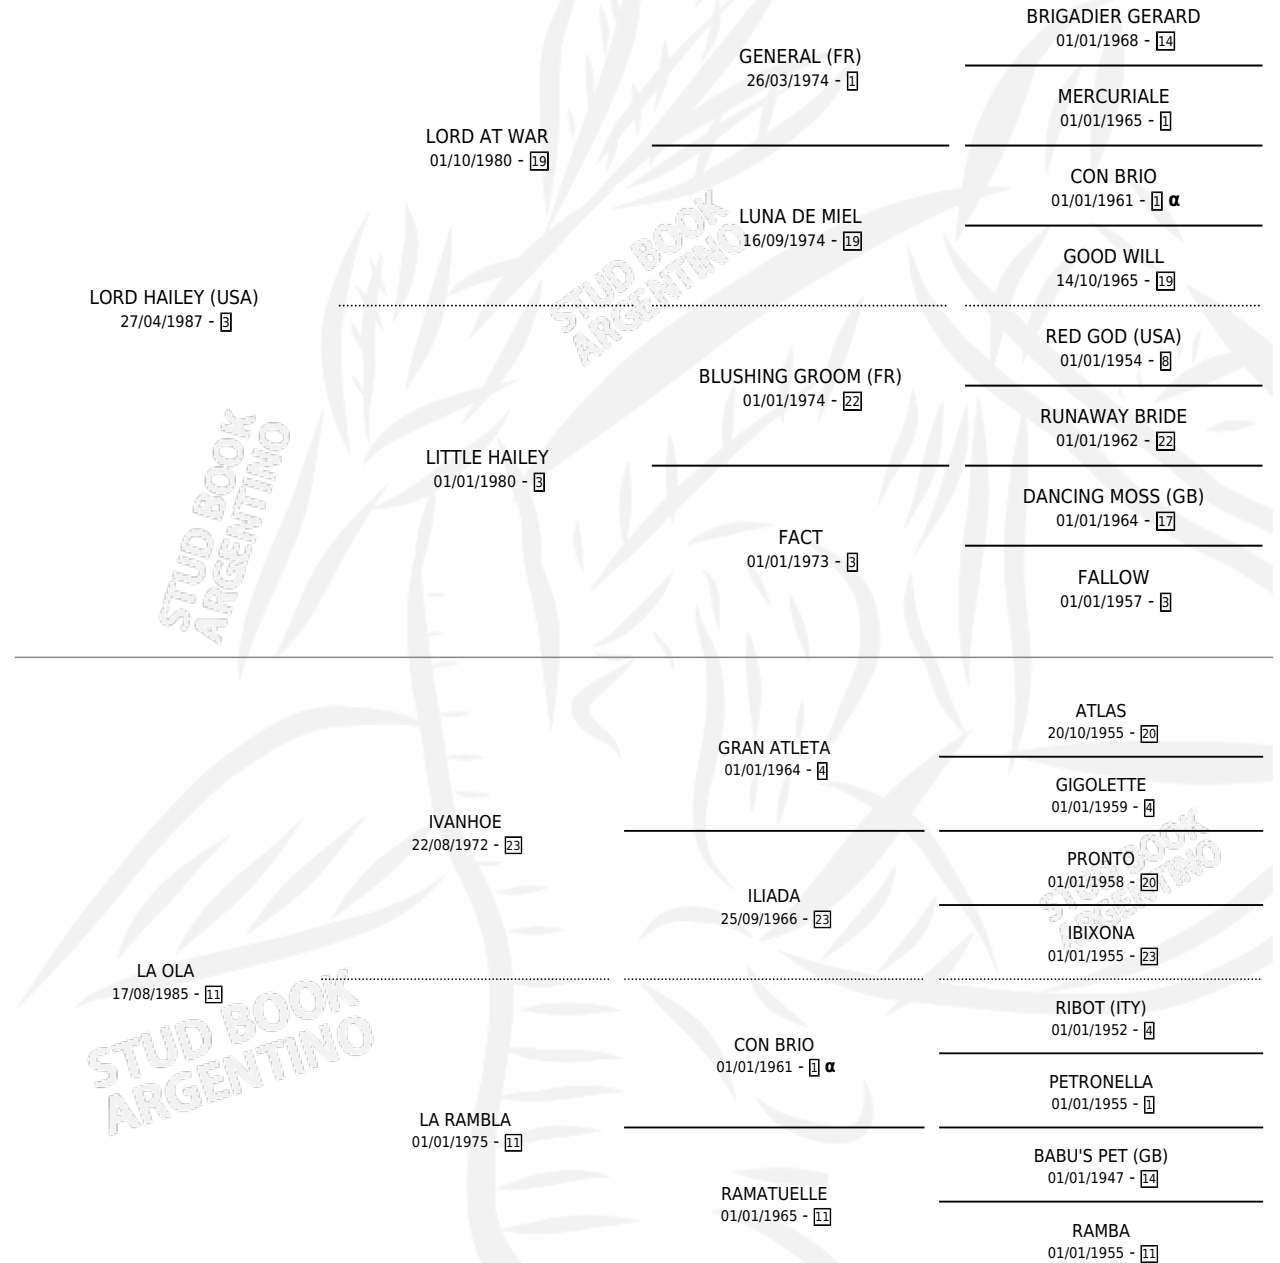 BRIGADIER GERARD
01/01/1968 - 14
GENERAL (FR)
26/03/1974 - 1
MERCURIALE
01/01/1965 - 1
LORD AT WAR
01/10/1980 - 19
CON BRIO
01/01/1961 - 1 α
LUNA DE MIEL
16/09/1974 - 19
GOOD WILL
14/10/1965 - 19
LORD HAILEY (USA)
27/04/1987 - 3
RED GOD (USA)
01/01/1954 - 8
BLUSHING GROOM (FR)
01/01/1974 - 22
RUNAWAY BRIDE
01/01/1962 - 22
LITTLE HAILEY
01/01/1980 - 3
DANCING MOSS (GB)
01/01/1964 - 17
FACT
01/01/1973 - 3
FALLOW
01/01/1957 - 3
ATLAS
20/10/1955 - 20
GRAN ATLETA
01/01/1964 - 4
GIGOLETTE
01/01/1959 - 4
IVANHOE
22/08/1972 - 23
PRONTO
01/01/1958 - 20
ILIADA
25/09/1966 - 23
IBIXONA
01/01/1955 - 23
LA OLA
17/08/1985 - 11
RIBOT (ITY)
01/01/1952 - 4
CON BRIO
01/01/1961 - 1 α
PETRONELLA
01/01/1955 - 1
LA RAMBLA
01/01/1975 - 11
BABU'S PET (GB)
01/01/1947 - 14
RAMATUELLE
01/01/1965 - 11
RAMBA
01/01/1955 - 11
STUD BOOK
ARGENTINO
STUD BOOK
ARGENTINO
STUD BOOK
ARGENTINO
STUD BOOK
ARGENTINO